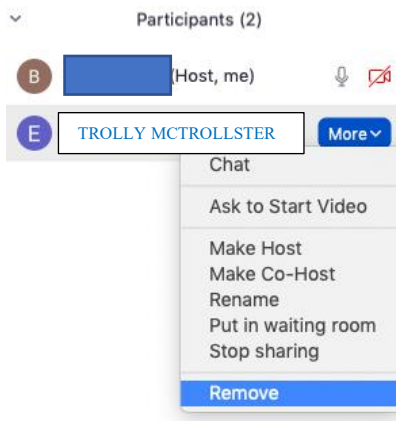 Participants (2)
B (Host, me)
E TROLLY MCTROLLSTER More
Chat
Ask to Start Video
Make Host
Make Co-Host
Rename
Put in waiting room
Stop sharing
Remove